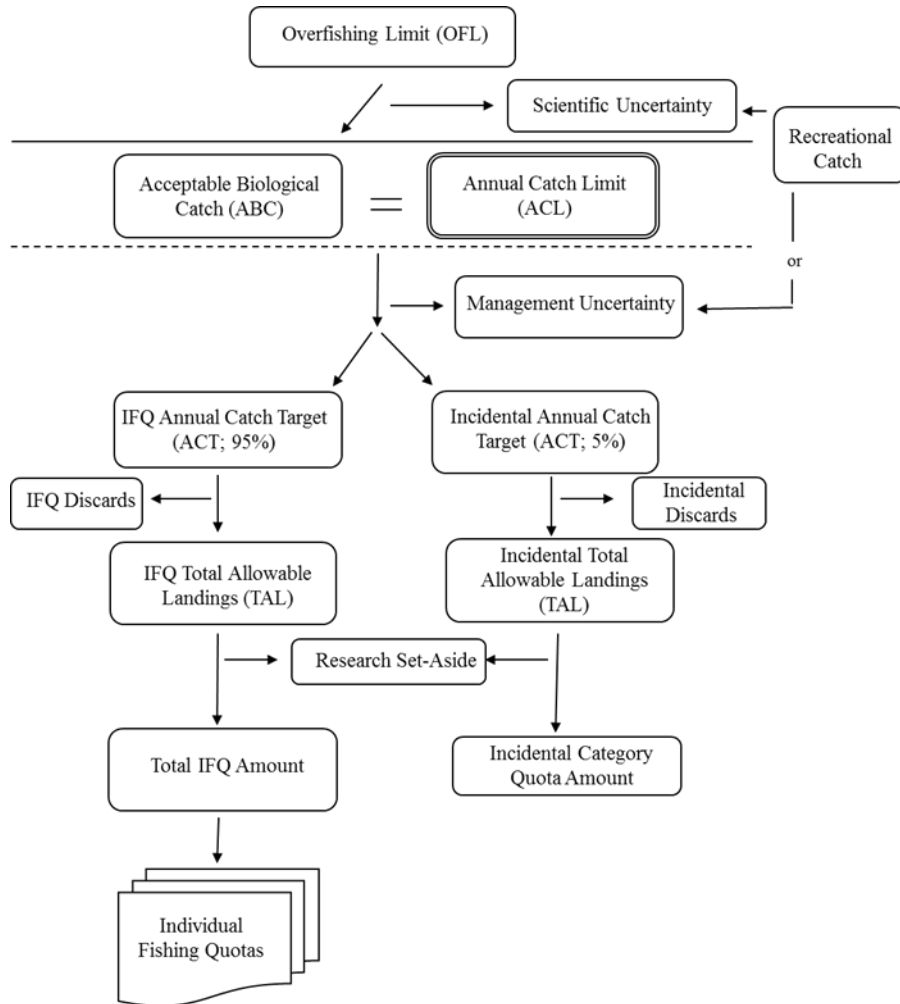 Overfishing Limit (OFL)
Scientific Uncertainty
Recreational
Catch
Acceptable Biological
Catch (ABC)
=
Annual Catch Limit
(ACL)
or
Management Uncertainty
IFQ Annual Catch Target
(ACT; 95%)
Incidental Annual Catch
Target (ACT; 5%)
IFQ Discards
Incidental
Discards
IFQ Total Allowable
Landings (TAL)
Incidental Total
Allowable Landings
(TAL)
Research Set-Aside
Total IFQ Amount
Incidental Category
Quota Amount
Individual
Fishing Quotas